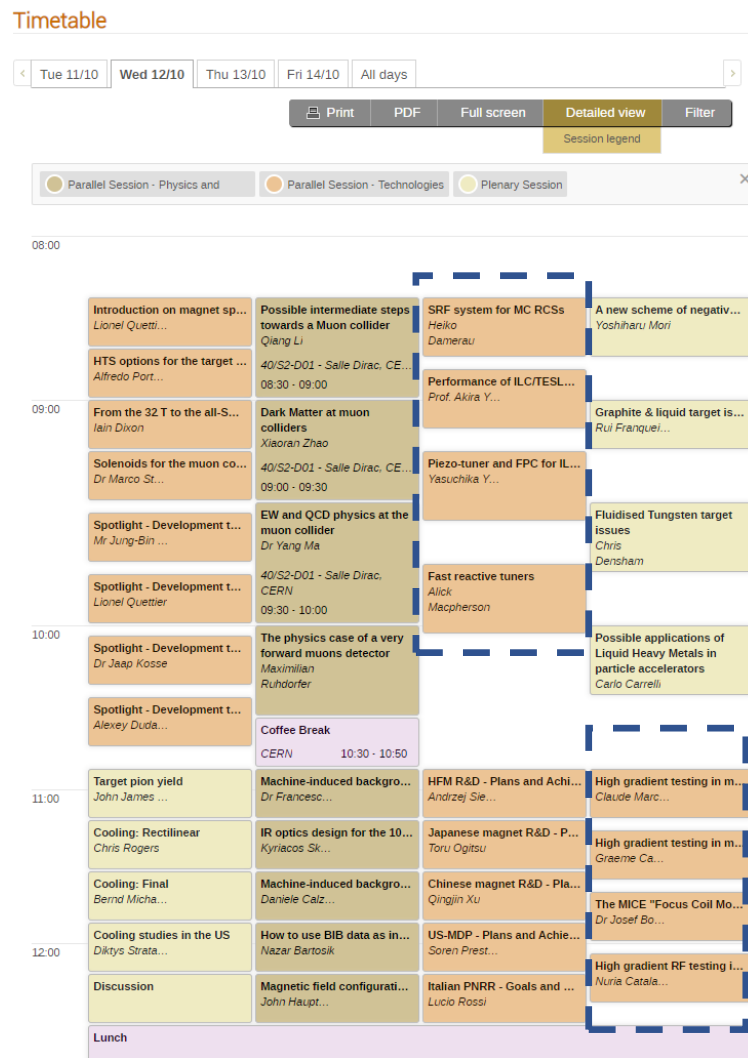 Timetable
Tue 11/10
Wed 12/10
Thu 13/10
Fri 14/10
All days
Print
PDF
Full screen
Detailed view
Filter
Session legend
Parallel Session - Physics and
Parallel Session - Technologies
Plenary Session
08:00
Introduction on magnet sp...
Lionel Quetti...
HTS options for the target ...
Alfredo Port...
09:00
From the 32 T to the all-S...
Iain Dixon
Solenoids for the muon co...
Dr Marco St...
Spotlight - Development t...
Mr Jung-Bin ...
Spotlight - Development t...
Lionel Quettier
10:00
Spotlight - Development t...
Dr Jaap Kosse
Spotlight - Development t...
Alexey Duda...
Possible intermediate steps
towards a Muon collider
Qiang Li
40/S2-D01 - Salle Dirac, CE...
08:30 - 09:00
Dark Matter at muon
colliders
Xiaoran Zhao
40/S2-D01 - Salle Dirac, CE...
09:00 - 09:30
EW and QCD physics at the
muon collider
Dr Yang Ma
40/S2-D01 - Salle Dirac,
CERN
09:30 - 10:00
The physics case of a very
forward muons detector
Maximilian
Ruhdorfer
Coffee Break
CERN 10:30 - 10:50
SRF system for MC RCSs
Heiko
Damerau
Performance of ILC/TESL...
Prof. Akira Y...
Piezo-tuner and FPC for IL...
Yasuchika Y...
Fast reactive tuners
Alick
Macpherson
A new scheme of negativ...
Yoshiharu Mori
Graphite & liquid target is...
Rui Franquei...
Fluidised Tungsten target
issues
Chris
Densham
Possible applications of
Liquid Heavy Metals in
particle accelerators
Carlo Carrelli
11:00
Target pion yield
John James ...
Cooling: Rectilinear
Chris Rogers
Cooling: Final
Bernd Micha...
12:00
Cooling studies in the US
Diktys Strata...
Discussion
Machine-induced backgro...
Dr Francesc...
IR optics design for the 10...
Kyriacos Sk...
Machine-induced backgro...
Daniele Calz...
How to use BIB data as in...
Nazar Bartosik
Magnetic field configurati...
John Haupt...
HFM R&D - Plans and Achi...
Andrzej Sie...
Japanese magnet R&D - P...
Toru Ogitsu
Chinese magnet R&D - Pla...
Qingjin Xu
US-MDP - Plans and Achie...
Soren Prest...
Italian PNRR - Goals and ...
Lucio Rossi
High gradient testing in m...
Claude Marc...
High gradient testing in m...
Graeme Ca...
The MICE "Focus Coil Mo...
Dr Josef Bo...
High gradient RF testing i...
Nuria Catala...
Lunch